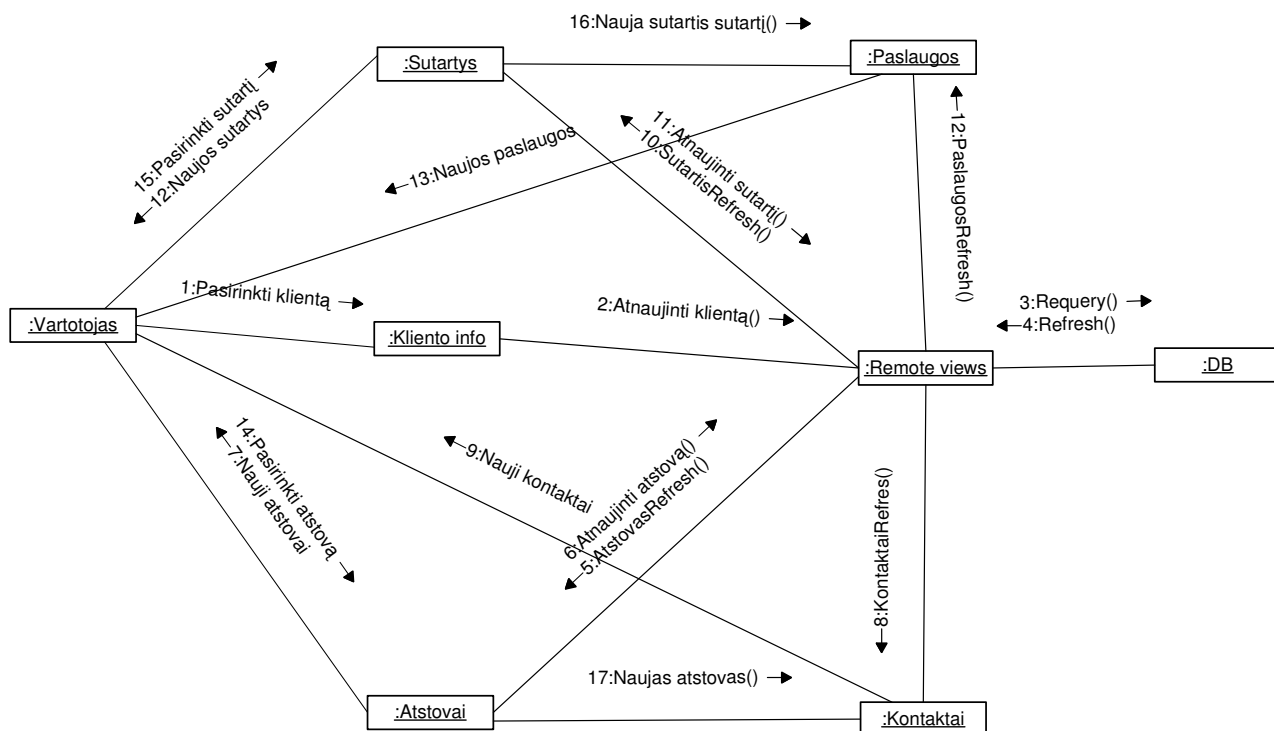 16:Nauja sutartis sutartį()
:Sutartys
:Paslaugos
15:Pasirinkti sutartį
12:Naujos sutartys
13:Naujos paslaugos
11:Atnaujinti sutartį()
10:SutartisRefresh()
12:PaslaugosRefresh()
1:Pasirinkti klientą
2:Atnaujinti klientą()
3:Requery()
4:Refresh()
:Vartotojas
:Kliento info
:Remote views
:DB
14:Pasirinkti atstovą
7:Nauji atstovai
9:Nauji kontaktai
6:Atnaujinti atstovą()
5:AtstovasRefresh()
8:KontaktaiRefres()
17:Naujas atstovas()
:Atstovai
:Kontaktai